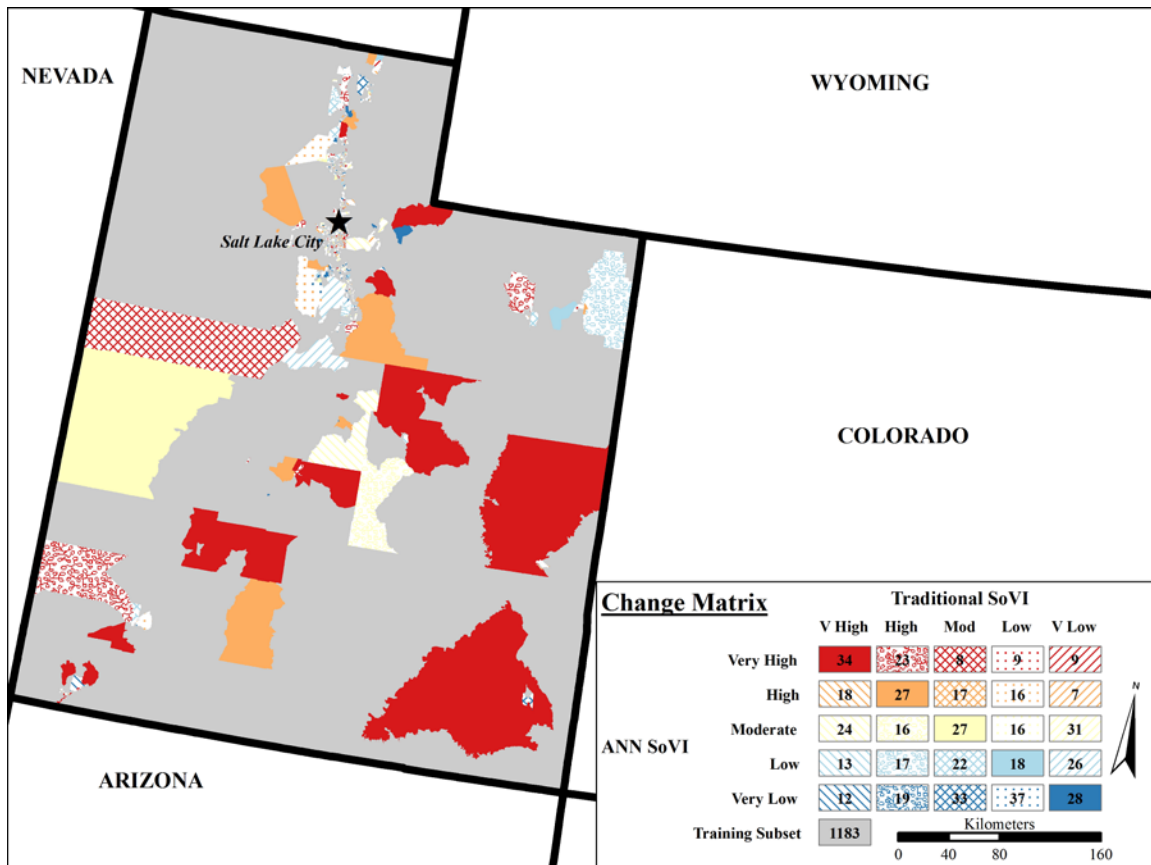 NEVADA
WYOMING
Salt Lake City
COLORADO
ARIZONA
Change Matrix
Traditional SoVI
V High High Mod Low V Low
Very High 34 23 8 9 9
High 18 27 17 16 7
Moderate 24 16 27 16 31
ANN SoVI
Low 13 17 22 18 26
Very Low 12 19 33 37 28
Training Subset 1183
Kilometers
0 40 80 160
N